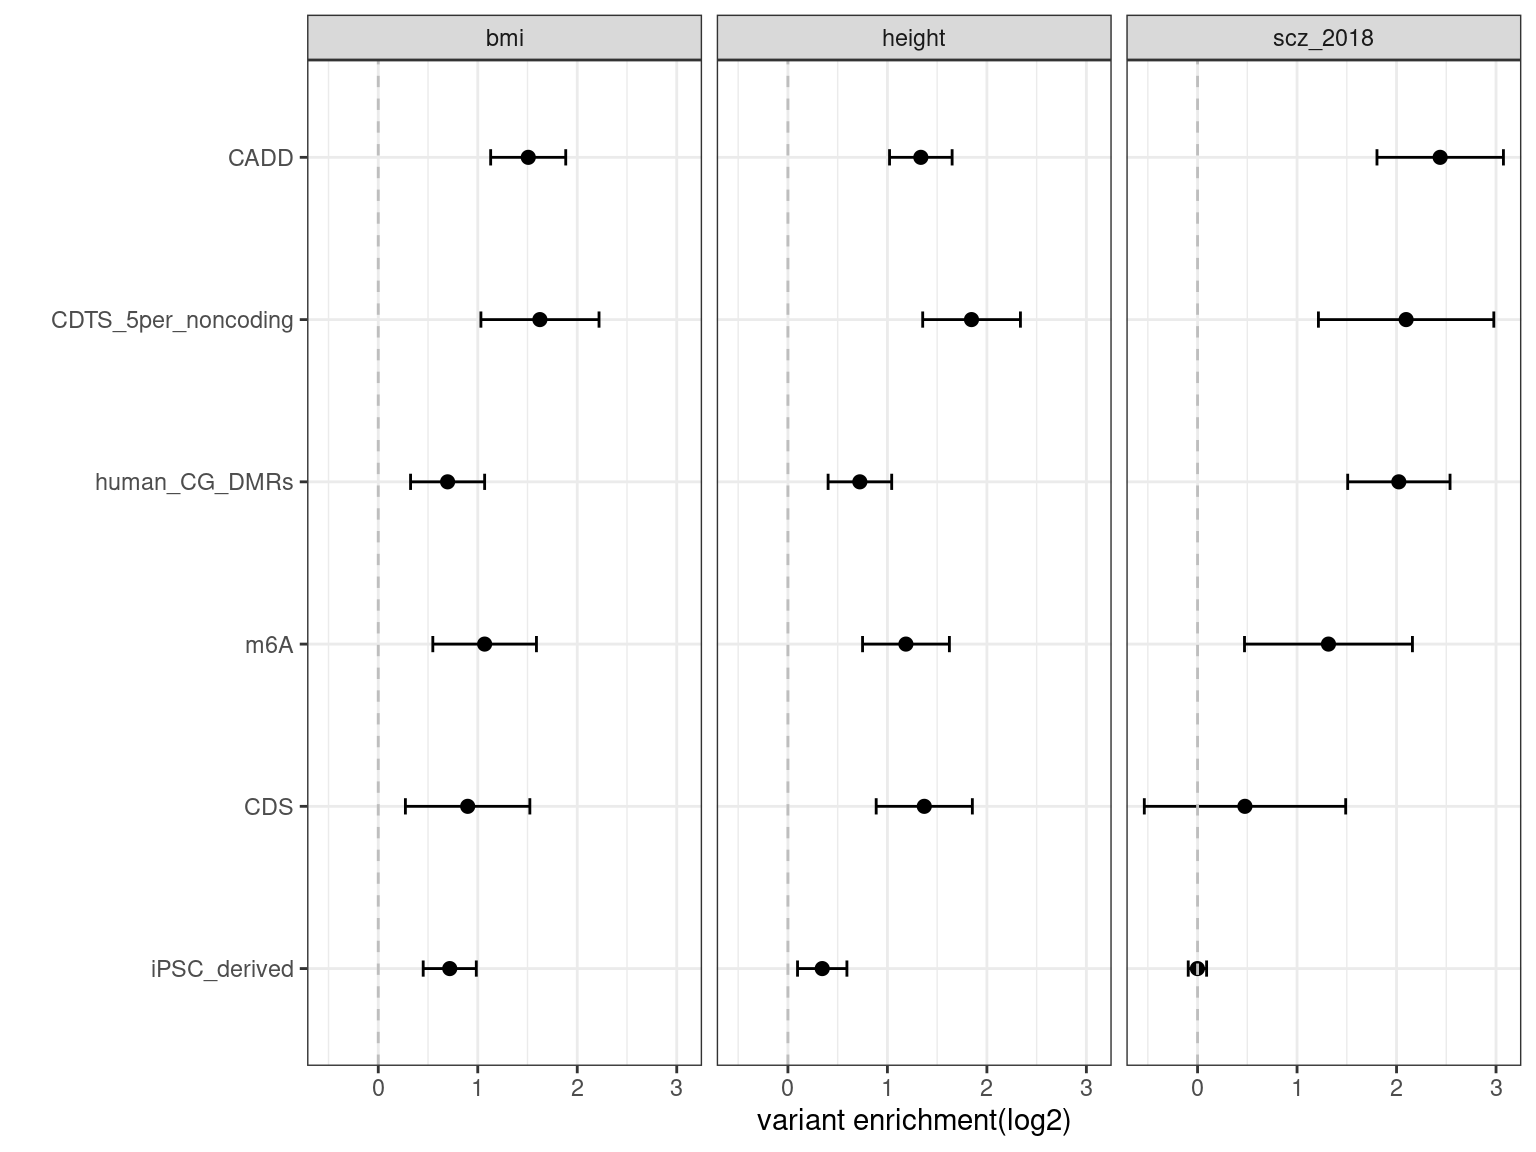 bmi height scz_2018
CADD
CDTS_5per_noncoding
human_CG_DMRs
m6A
CDS
iPSC_derived
0 1 2 3 0 1 2 3 0 1 2 3
variant enrichment(log2)